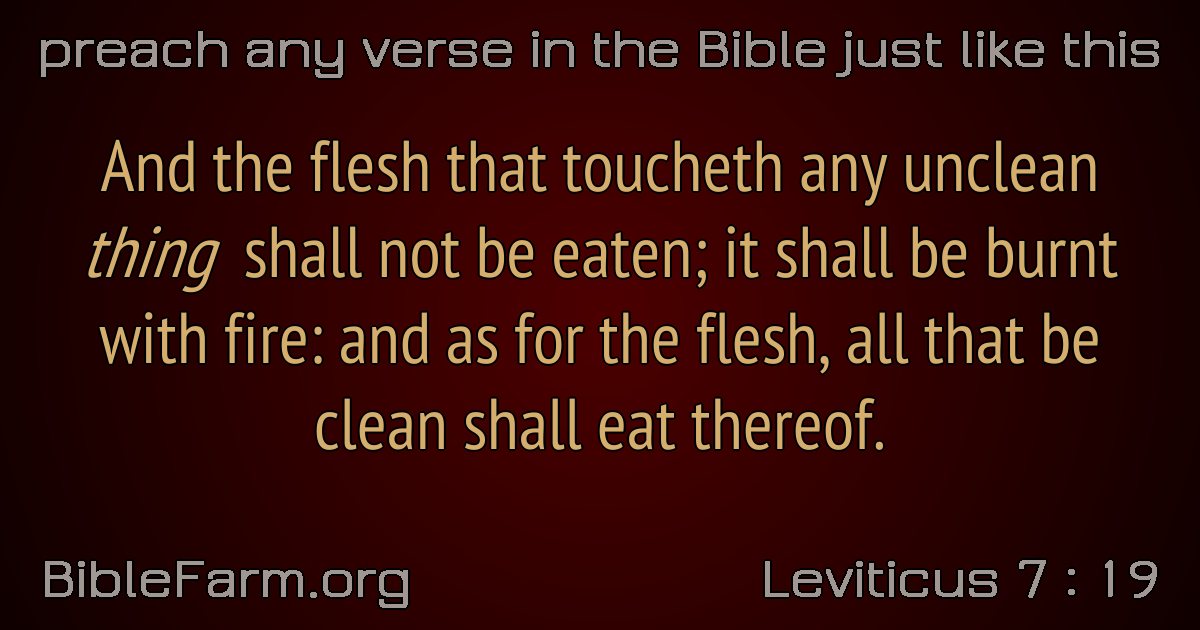 preach any verse in the Bible just like this
And the flesh that toucheth any unclean
thing shall not be eaten; it shall be burnt
with fire: and as for the flesh, all that be
clean shall eat thereof.
BibleFarm.org
Leviticus 7 : 19